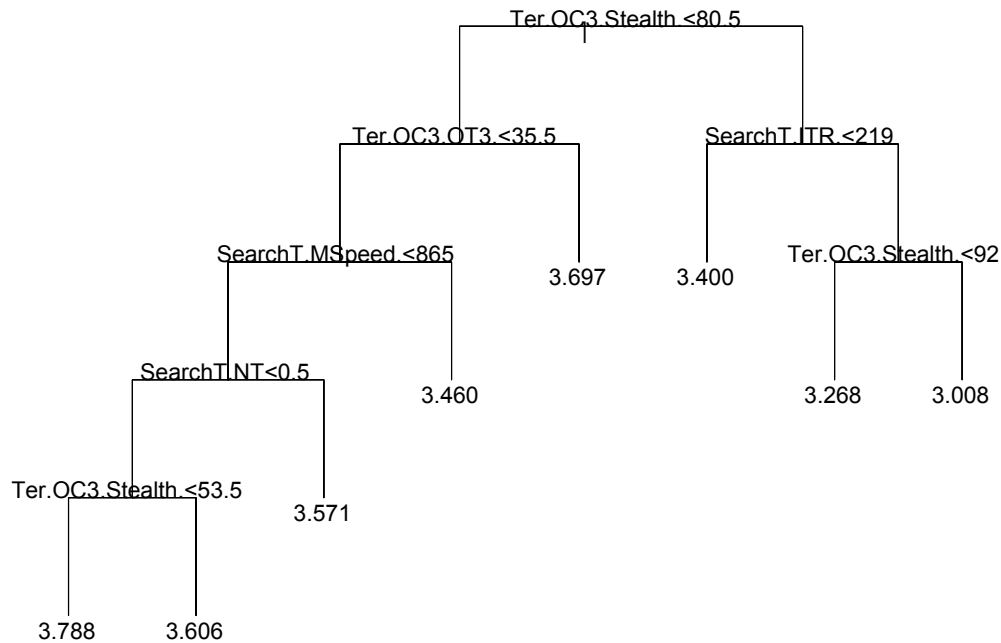 Ter.OC3.Stealth.<80.5
Ter.OC3.OT3.<35.5
SearchT.ITR.<219
SearchT.MSpeed.<865
3.697
3.400
Ter.OC3.Stealth.<92
SearchT.NT<0.5
3.460
3.268
3.008
Ter.OC3.Stealth.<53.5
3.571
3.788
3.606